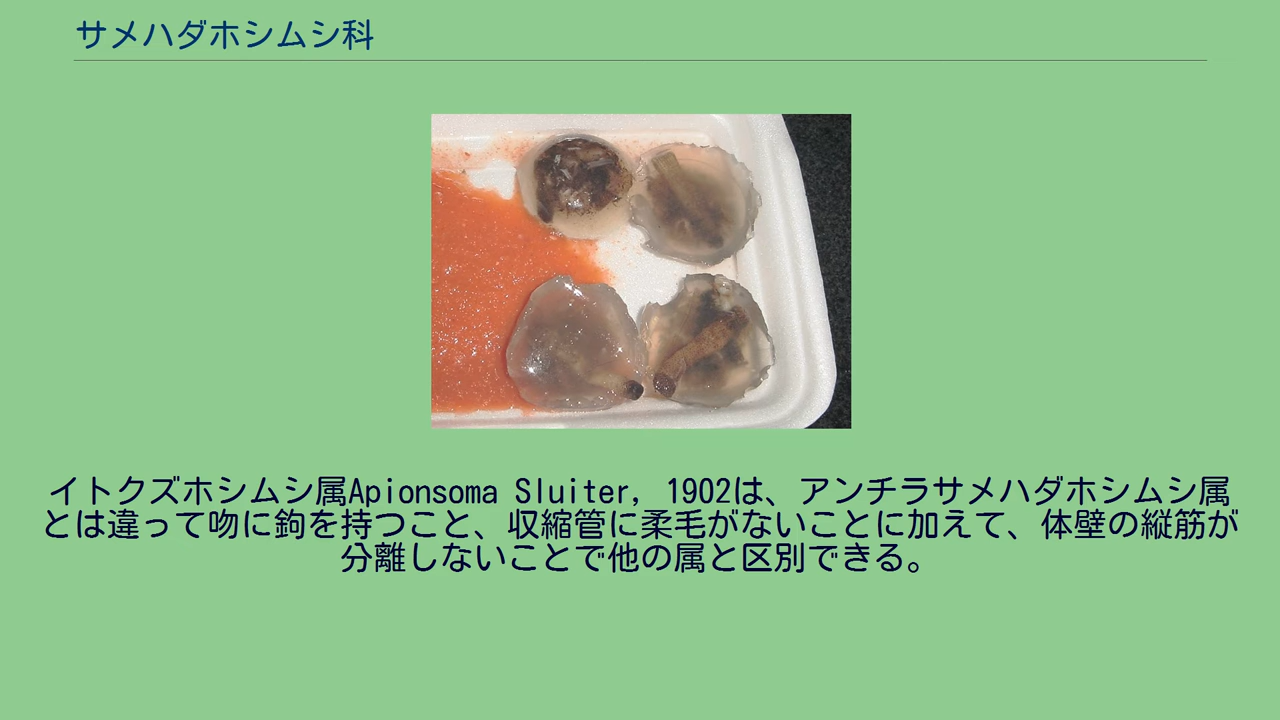 サメハダホシムシ科
イトクズホシムシ属Apionsoma Sluiter, 1902は、アンチラサメハダホシムシ属
とは違って吻に鉤を持つこと、収縮管に柔毛がないことに加えて、体壁の縦筋が
分離しないことで他の属と区別できる。